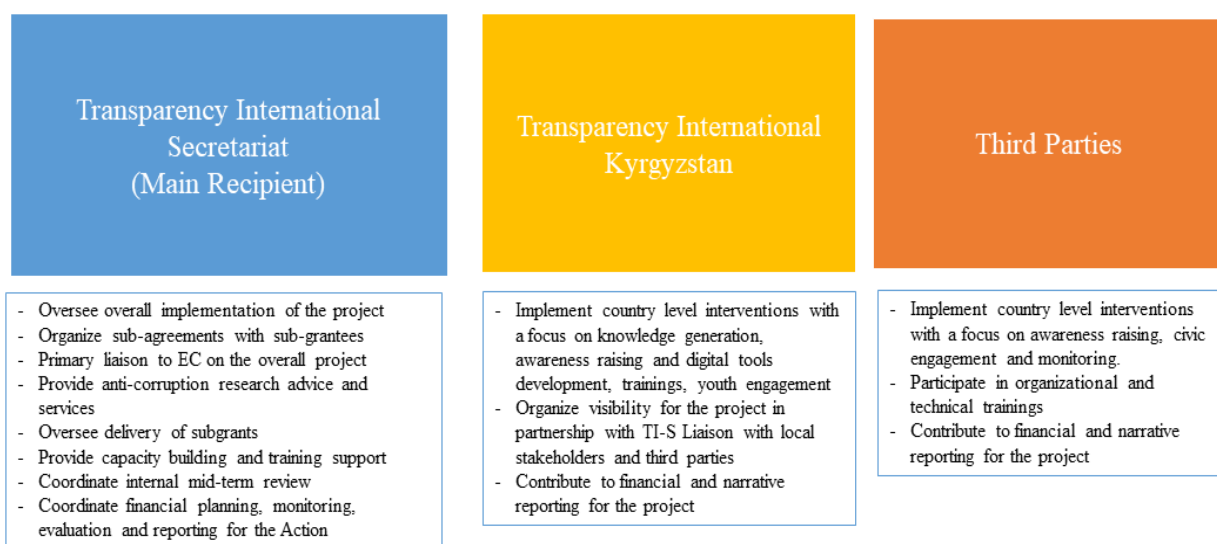 Transparency International
Secretariat
(Main Recipient)
- Oversee overall implementation of the project
- Organize sub-agreements with sub-grantees
- Primary liaison to EC on the overall project
- Provide anti-corruption research advice and
services
- Oversee delivery of subgrants
- Provide capacity building and training support
- Coordinate internal mid-term review
- Coordinate financial planning, monitoring,
evaluation and reporting for the Action
Transparency International
Kyrgyzstan
- Implement country level interventions with
a focus on knowledge generation,
awareness raising and digital tools
development, trainings, youth engagement
- Organize visibility for the project in
partnership with TI-S Liaison with local
stakeholders and third parties
- Contribute to financial and narrative
reporting for the project
Third Parties
- Implement country level interventions
with a focus on awareness raising, civic
engagement and monitoring.
- Participate in organizational and
technical trainings
- Contribute to financial and narrative
reporting for the project